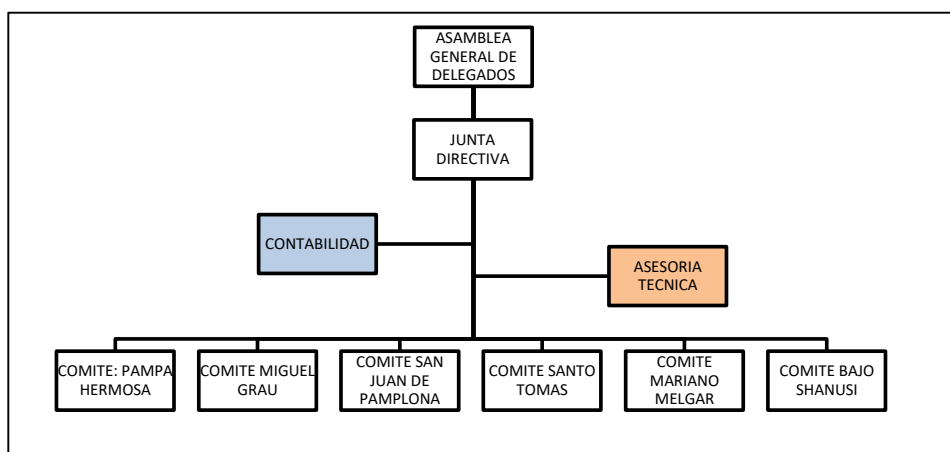 ASAMBLEA
GENERAL DE
DELEGADOS
JUNTA
DIRECTIVA
CONTABILIDAD
ASESORIA
TECNICA
COMITE: PAMPA
HERMOSA
COMITE MIGUEL
GRAU
COMITE SAN
JUAN DE
PAMPLONA
COMITE SANTO
TOMAS
COMITE
MARIANO
MELGAR
COMITE BAJO
SHANUSI